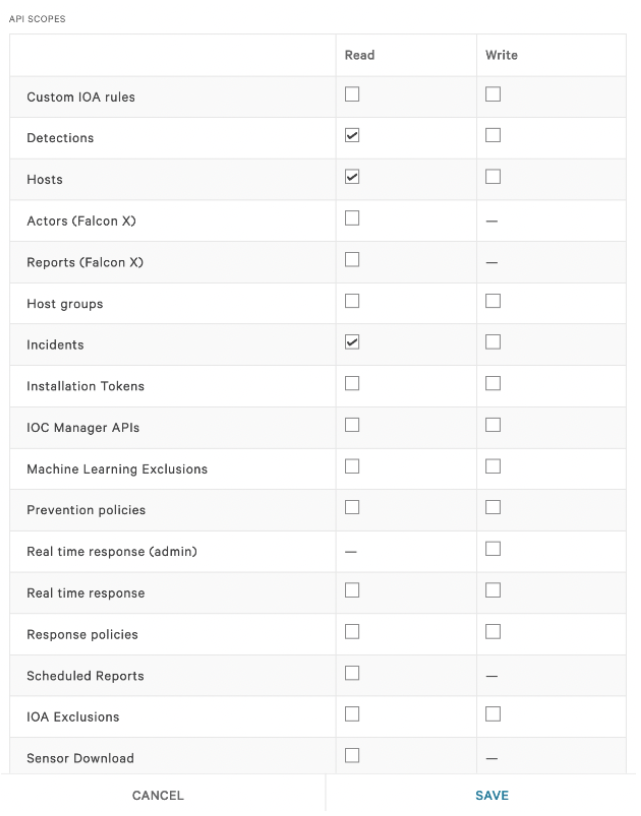 API SCOPES
Read Write
Custom IOA rules
Detections
Hosts
Actors (Falcon X) —
Reports (Falcon X) —
Host groups
Incidents
Installation Tokens
IOC Manager APIs
Machine Learning Exclusions
Prevention policies
Real time response (admin) —
Real time response
Response policies
Scheduled Reports —
IOA Exclusions
Sensor Download —
CANCEL SAVE